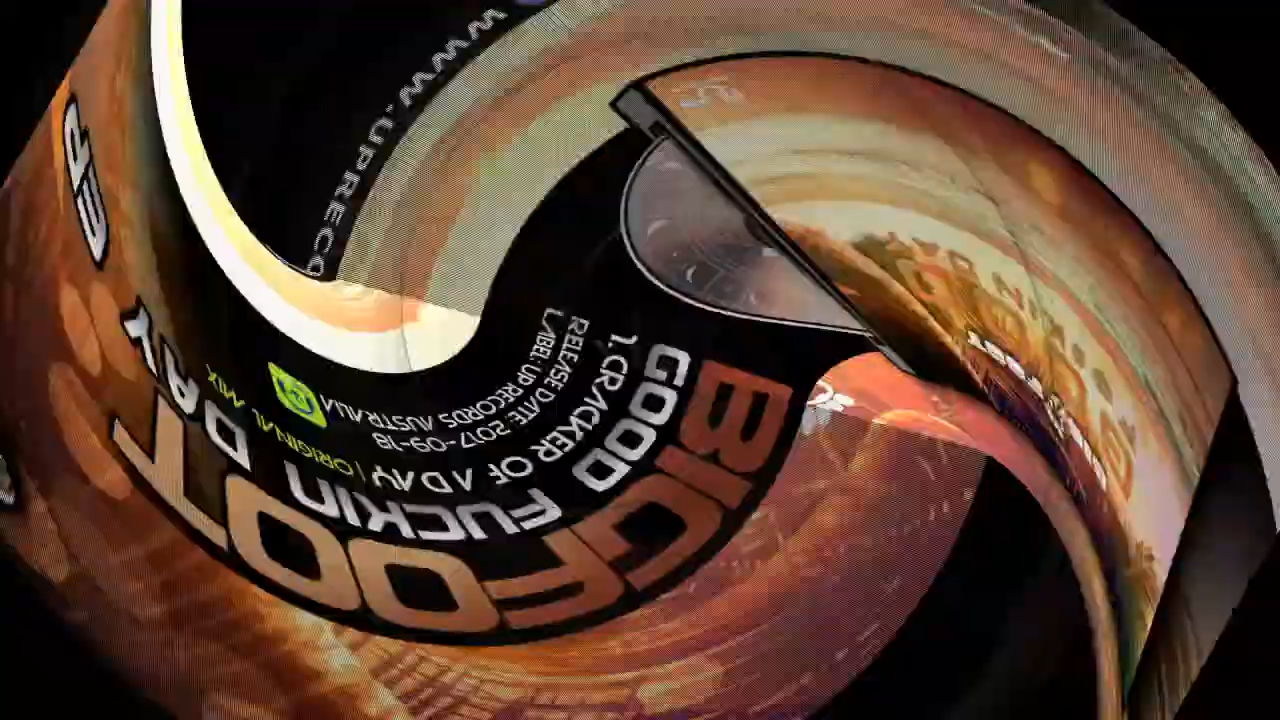 WWW.UPRECO
EP
BIGFOOT
GOOD FUCKIN DAY
1. CRACKER OF A DAY | ORIGINAL MIX
RELEASE DATE: 2017-09-18
LABEL: UP RECORDS AUSTRALIA